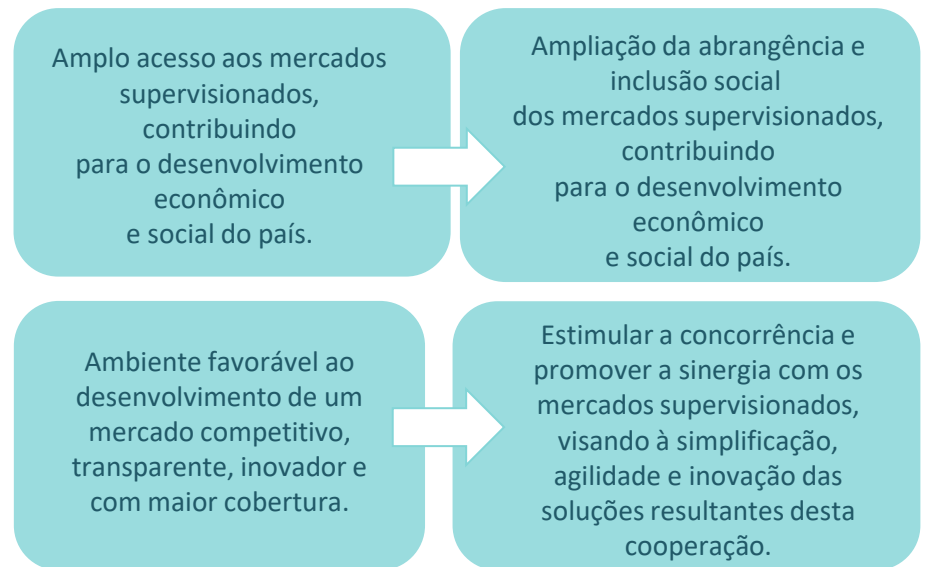 Amplo acesso aos mercados
supervisionados,
contribuindo
para o desenvolvimento
econômico
e social do país.
Ampliação da abrangência e
inclusão social
dos mercados supervisionados,
contribuindo
para o desenvolvimento
econômico
e social do país.
Ambiente favorável ao
desenvolvimento de um
mercado competitivo,
transparente, inovador e
com maior cobertura.
Estimular a concorrência e
promover a sinergia com os
mercados supervisionados,
visando à simplificação,
agilidade e inovação das
soluções resultantes desta
cooperação.